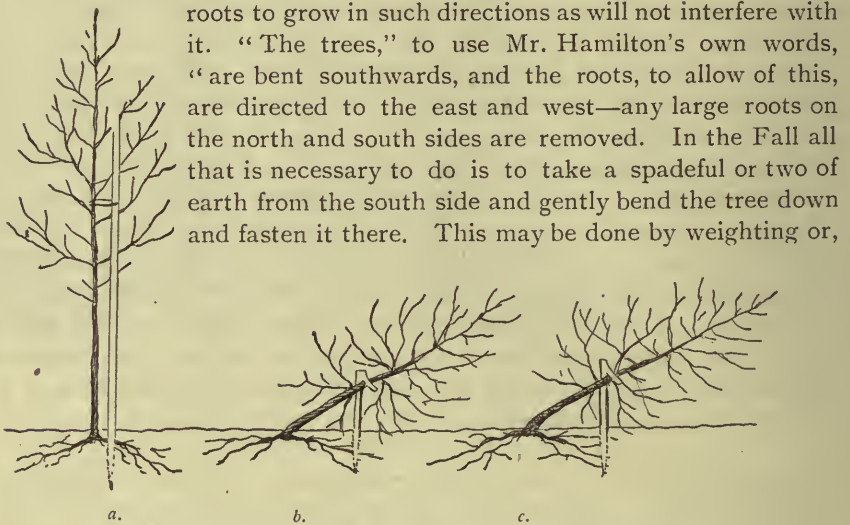 roots to grow in such directions as will not interfere with
it. “ The trees,” to use Mr. Hamilton’s own words,
“ are bent southwards, and the roots, to allow of this,
are directed to the east and west—any large roots on
the north and south sides are removed. In the Fall all
that is necessary to do is to take a spadeful or two of
earth from the south side and gently bend the tree down
and fasten it there. This may be done by weighting or,
a. b. c.